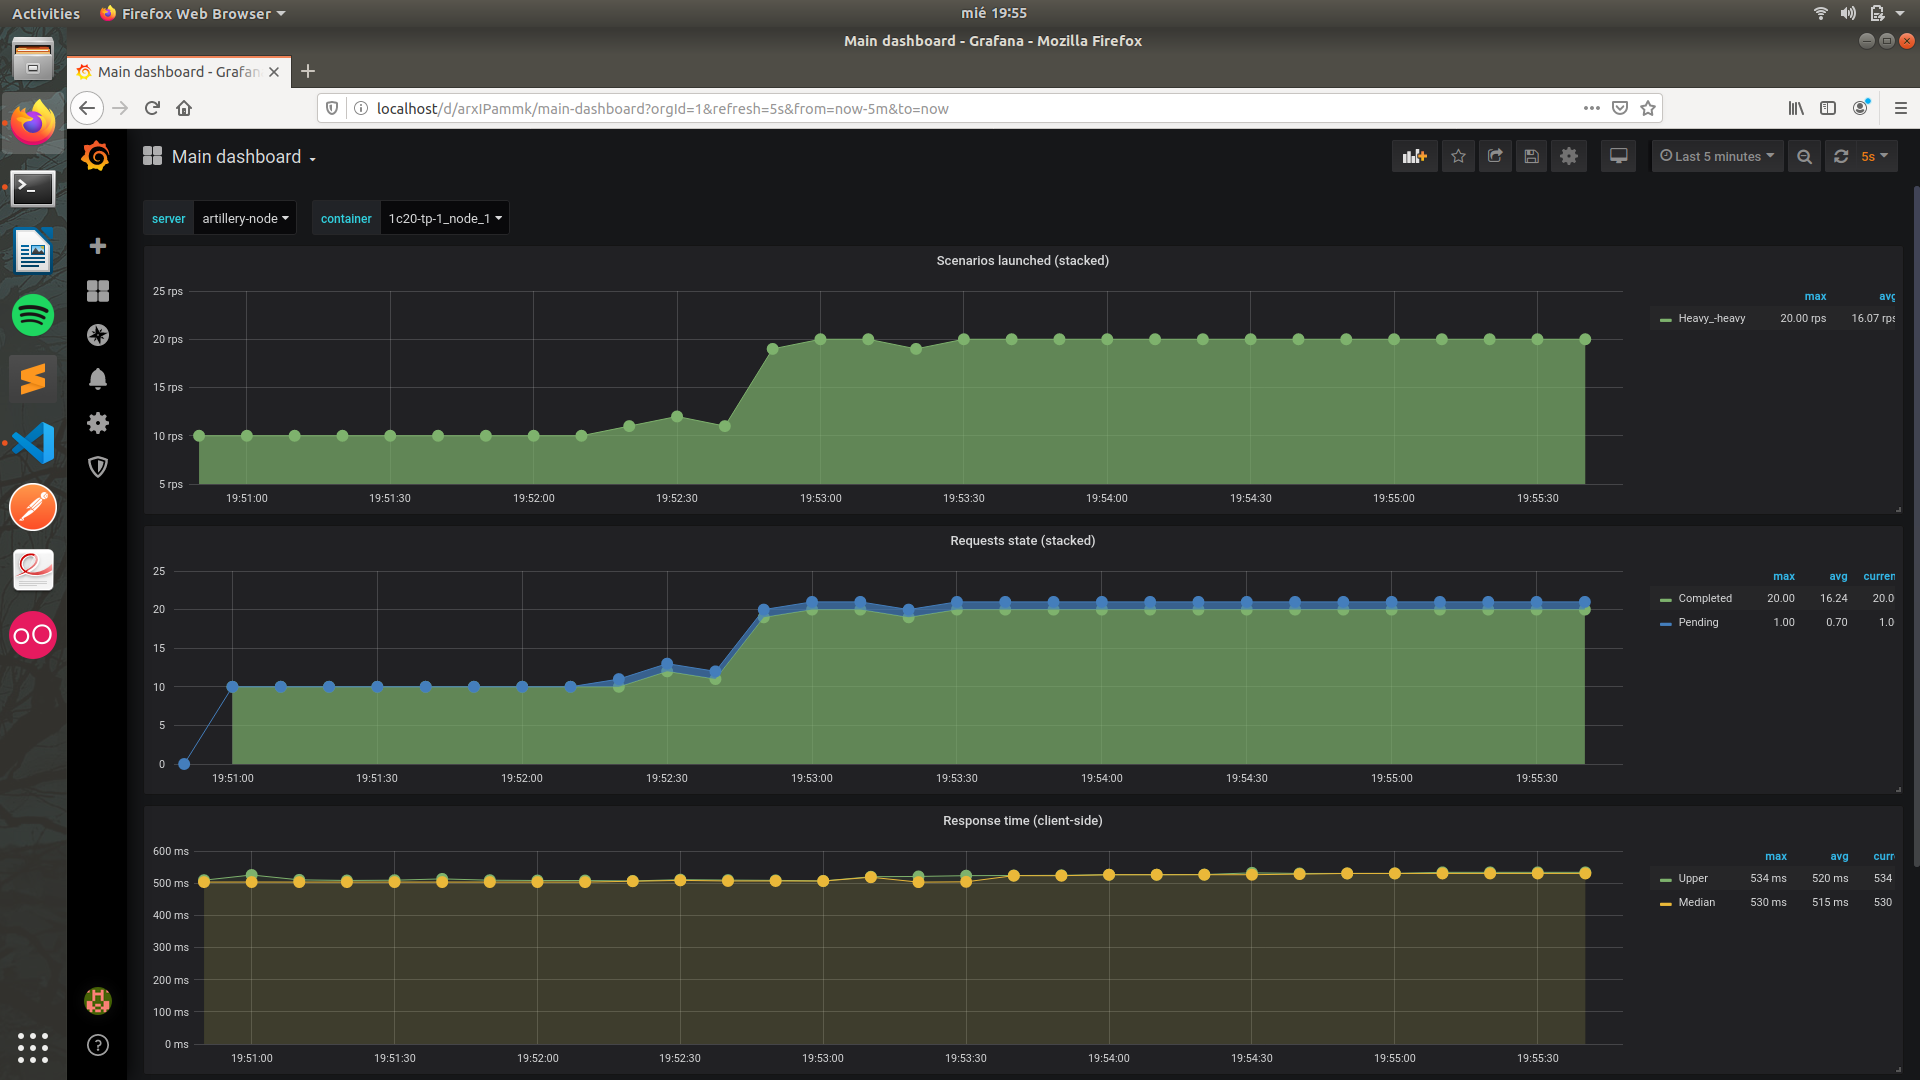 Activities
Firefox Web Browser
mié 19:55
Main dashboard - Grafana - Mozilla Firefox
Main dashboard - Grafan
localhost/d/arxIPammk/main-dashboard?orgId=1&refresh=5s&from=now-5m&to=now
Main dashboard
Last 5 minutes
5s
server
artillery-node
container
1c20-tp-1_node_1
Scenarios launched (stacked)
25 rps
20 rps
15 rps
10 rps
5 rps
19:51:00 19:51:30 19:52:00 19:52:30 19:53:00 19:53:30 19:54:00 19:54:30 19:55:00 19:55:30
max avg
Heavy_-heavy 20.00 rps 16.07 rps
Requests state (stacked)
25
20
15
10
5
0
19:51:00 19:51:30 19:52:00 19:52:30 19:53:00 19:53:30 19:54:00 19:54:30 19:55:00 19:55:30
max avg curren
Completed 20.00 16.24 20.0
Pending 1.00 0.70 1.0
Response time (client-side)
600 ms
500 ms
400 ms
300 ms
200 ms
100 ms
0 ms
19:51:00 19:51:30 19:52:00 19:52:30 19:53:00 19:53:30 19:54:00 19:54:30 19:55:00 19:55:30
max avg curr
Upper 534 ms 520 ms 534
Median 530 ms 515 ms 530